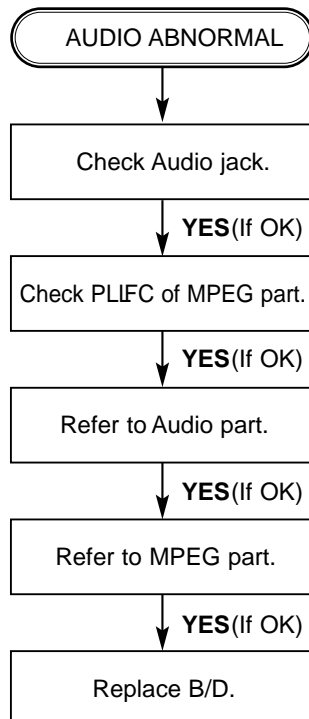 AUDIO ABNORMAL
Check Audio jack.
YES(If OK)
Check PLLFC of MPEG part.
YES(If OK)
Refer to Audio part.
YES(If OK)
Refer to MPEG part.
YES(If OK)
Replace B/D.